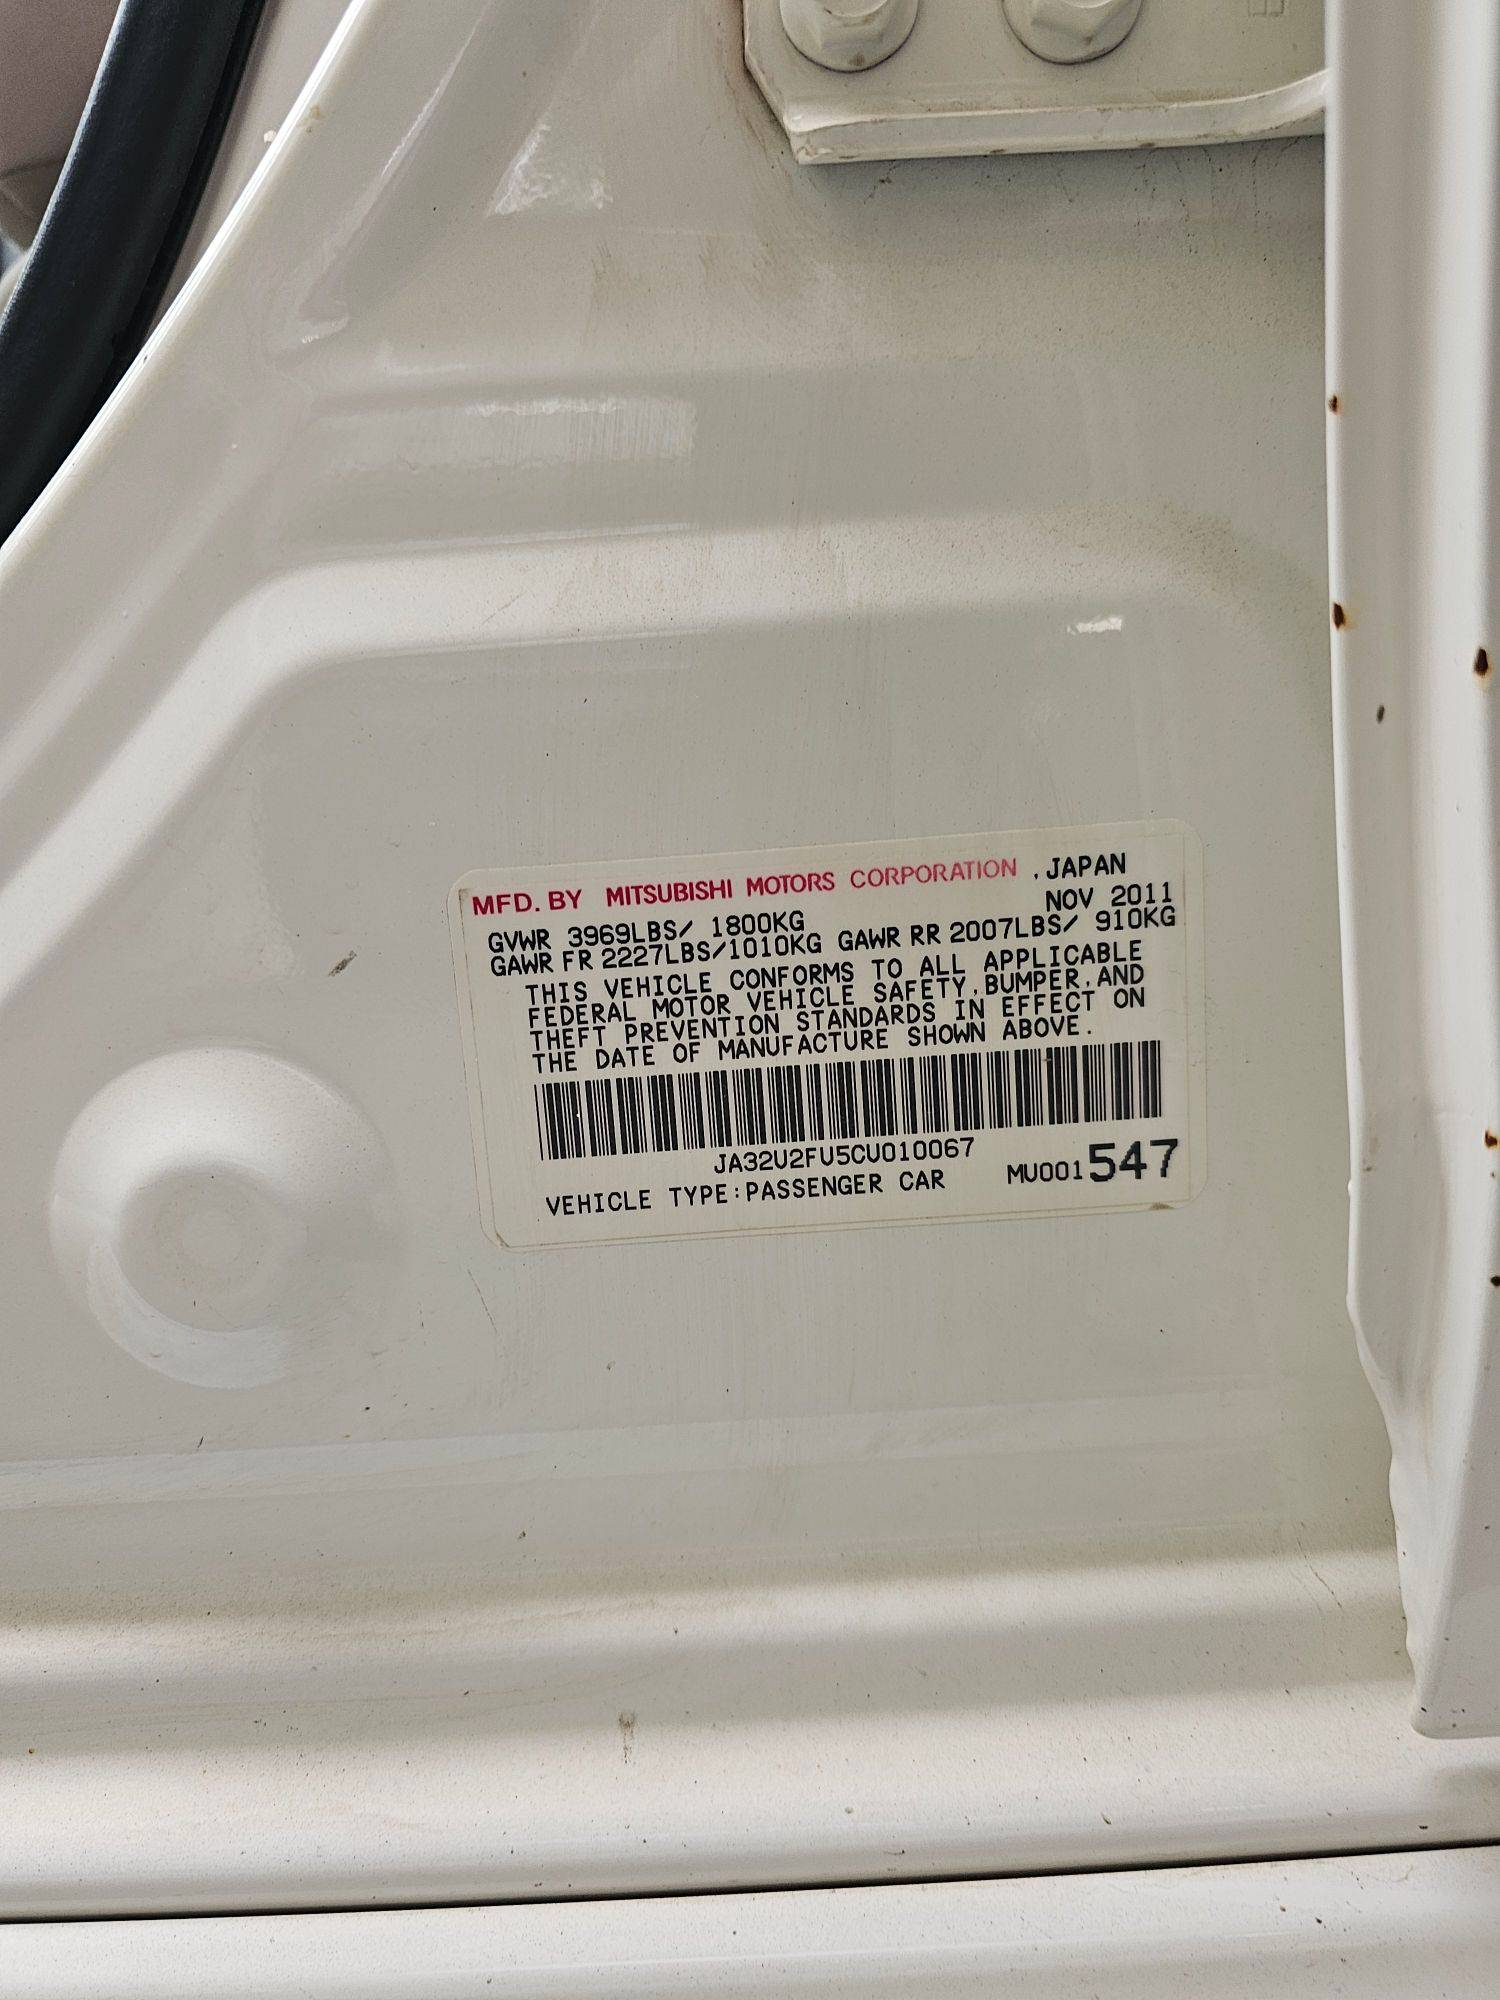 MFD. BY MITSUBISHI MOTORS CORPORATION , JAPAN
NOV 2011
GVWR 3969LBS/ 1800KG
GAWR FR 2227LBS/1010KG GAWR RR 2007LBS/ 910KG
THIS VEHICLE CONFORMS TO ALL APPLICABLE
FEDERAL MOTOR VEHICLE SAFETY, BUMPER, AND
THEFT PREVENTION STANDARDS IN EFFECT ON
THE DATE OF MANUFACTURE SHOWN ABOVE.
JA32U2FU5CU010067
VEHICLE TYPE:PASSENGER CAR MU001547